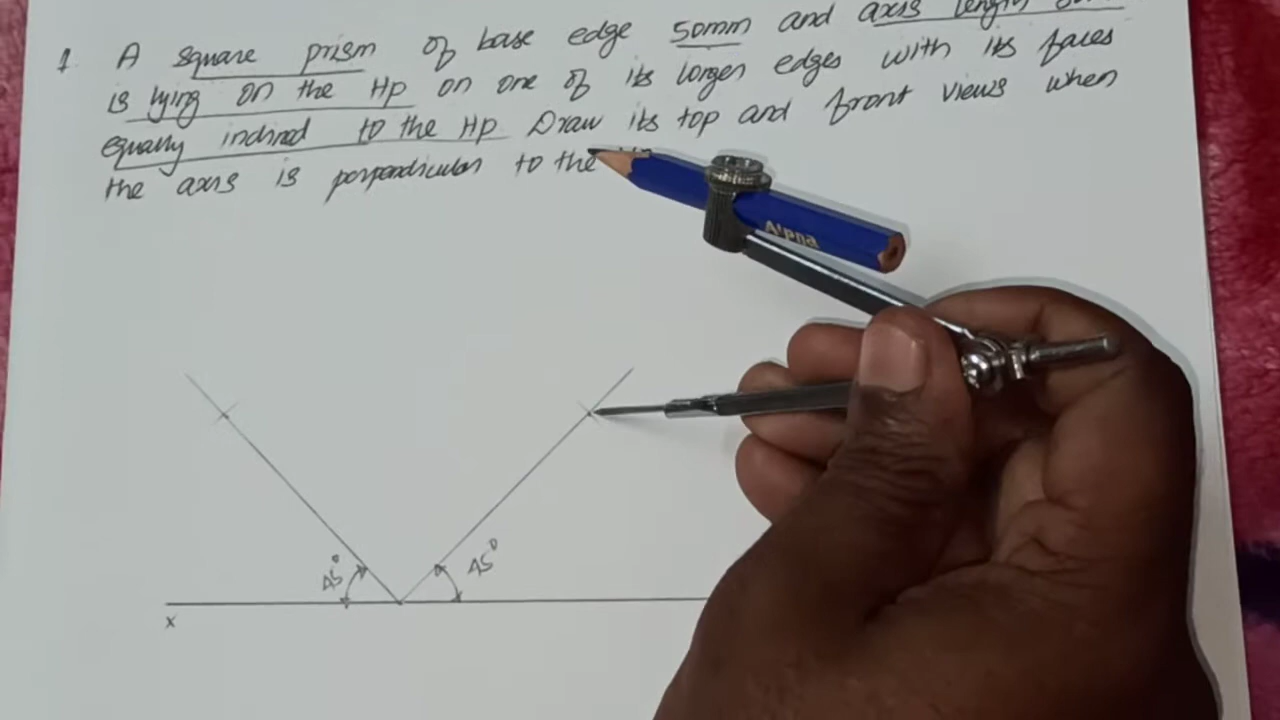 1. A square prism of base edge 50mm and axis length
is lying on the Hp on one of its longer edges with its faces
equally inclined to the Hp Draw its top and front views when
the axis is perpendicular to the
Alpha
45°
45°
x